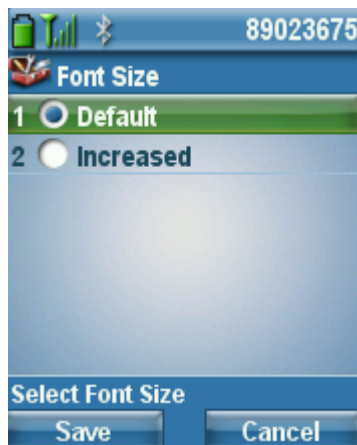 89023675
Font Size
1 Default
2 Increased
Select Font Size
Save Cancel